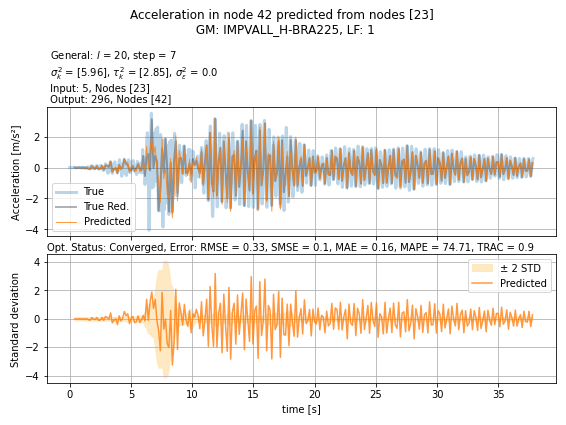 Acceleration in node 42 predicted from nodes [23]
GM: IMPVALL_H-BRA225, LF: 1
General: l = 20, step = 7
σ²ₖ = [5.96], τ²ₖ = [2.85], σ²ε = 0.0
Input: 5, Nodes [23]
Output: 296, Nodes [42]
Acceleration [m/s²]
2
0
−2
−4
True
True Red.
Predicted
Opt. Status: Converged, Error: RMSE = 0.33, SMSE = 0.1, MAE = 0.16, MAPE = 74.71, TRAC = 0.9
Standard deviation
4
2
0
−2
−4
± 2 STD
Predicted
0 5 10 15 20 25 30 35
time [s]